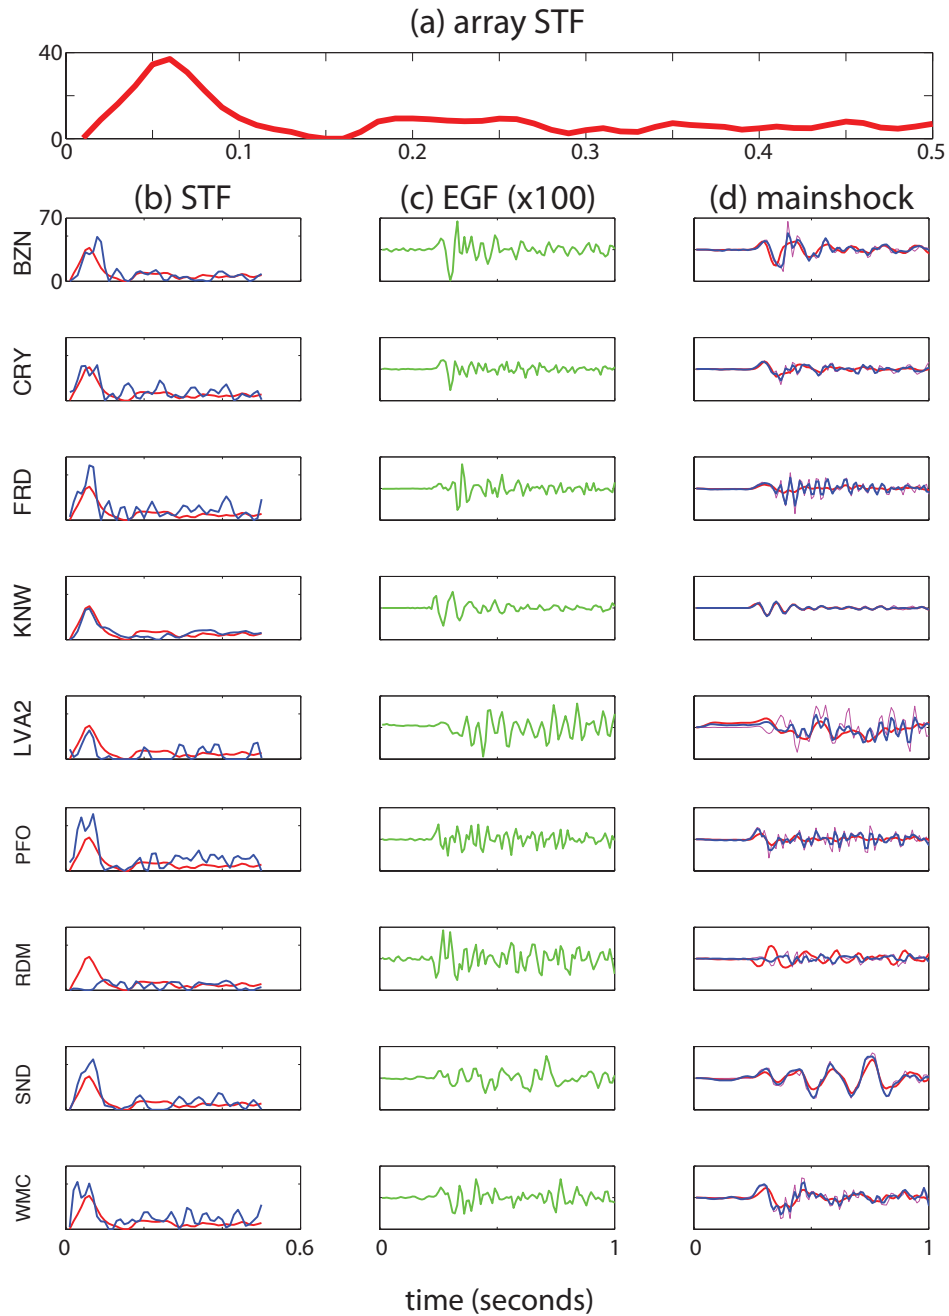 (a) array STF
40
0
0 0.1 0.2 0.3 0.4 0.5
(b) STF (c) EGF (x100) (d) mainshock
70
BZN
0
CRY
FRD
KNW
LVA2
PFO
RDM
SND
WMC
0 0.6 0 1 0 1
time (seconds)